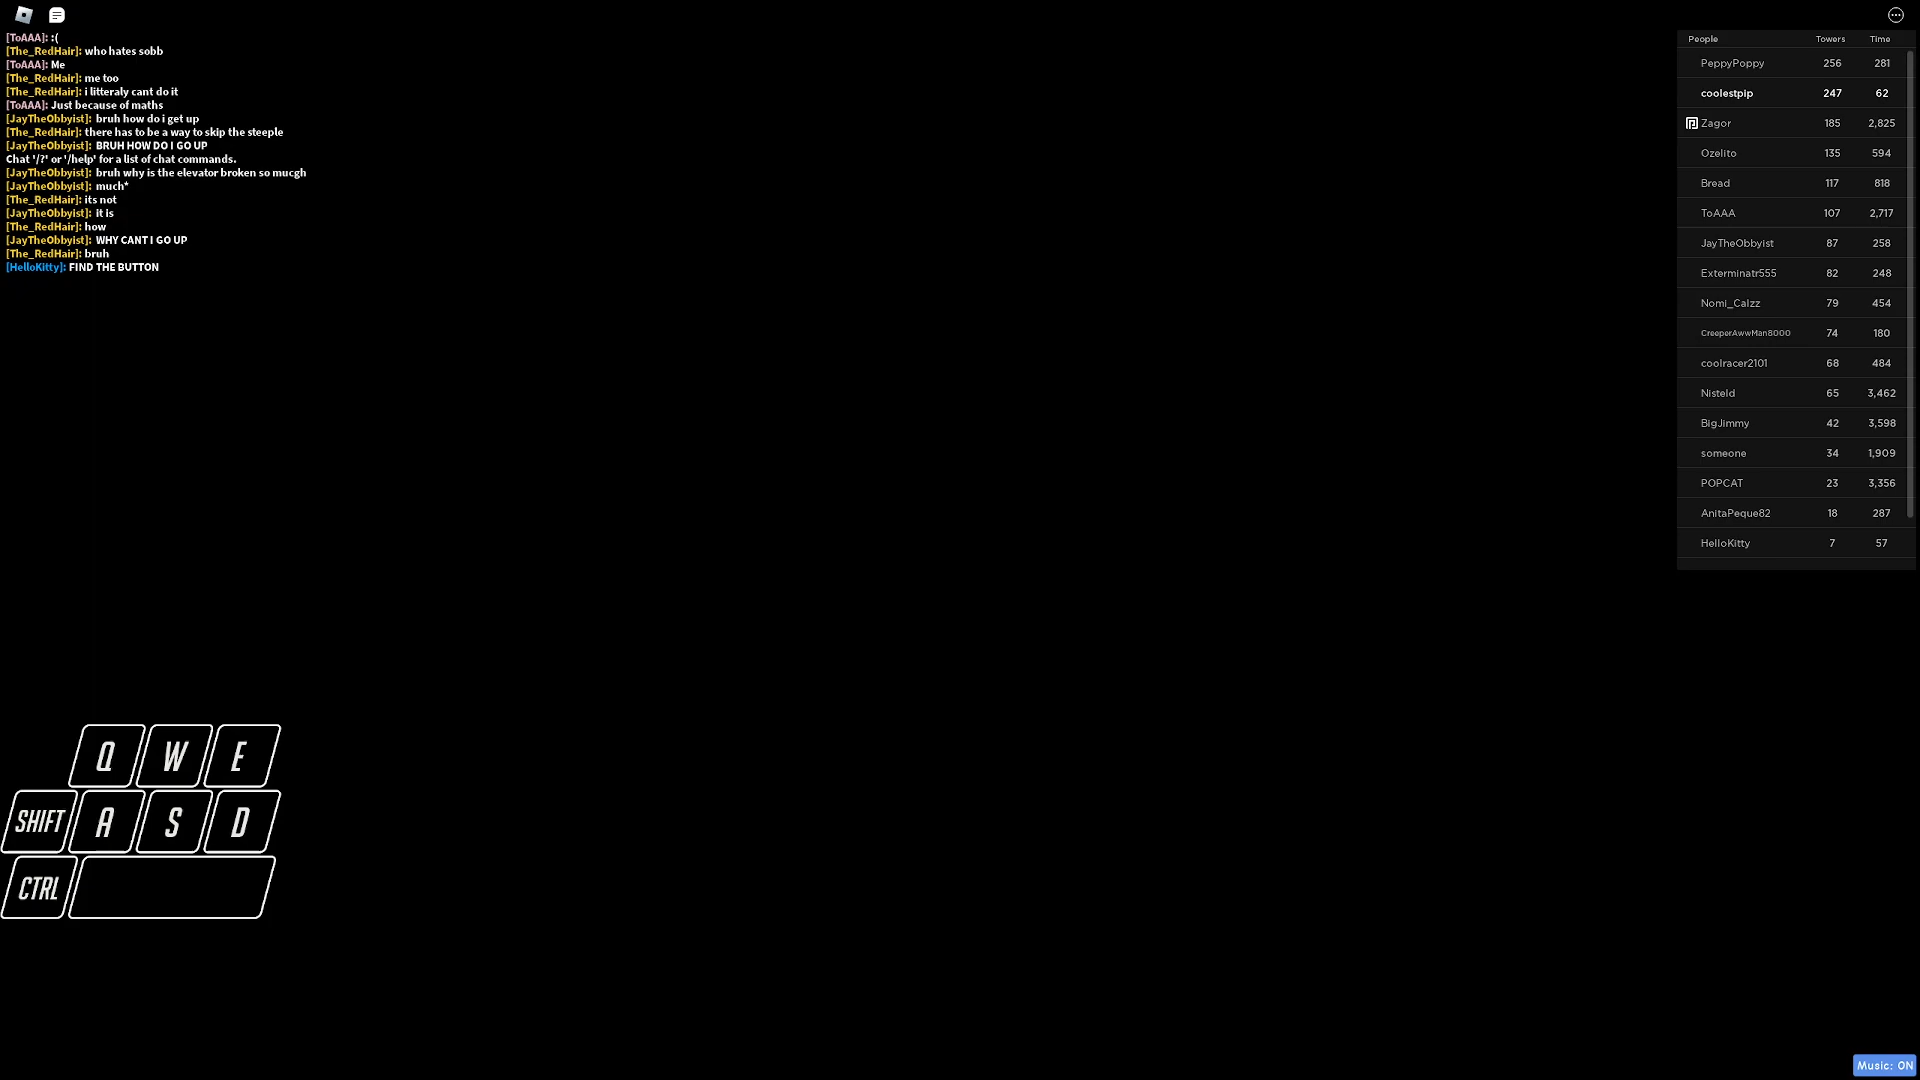 [ToAAA]: :(
[The_RedHair]: who hates sobb
[ToAAA]: Me
[The_RedHair]: me too
[The_RedHair]: i litteraly cant do it
[ToAAA]: Just because of maths
[JayTheObbyist]: bruh how do i get up
[The_RedHair]: there has to be a way to skip the steeple
[JayTheObbyist]: BRUH HOW DO I GO UP
Chat '/?' or '/help' for a list of chat commands.
[JayTheObbyist]: bruh why is the elevator broken so mucgh
[JayTheObbyist]: much*
[The_RedHair]: its not
[JayTheObbyist]: it is
[The_RedHair]: how
[JayTheObbyist]: WHY CANT I GO UP
[The_RedHair]: bruh
[HelloKitty]: FIND THE BUTTON
People Towers Time
PeppyPoppy 256 281
coolestpip 247 62
Zagor 185 2,825
Ozelito 135 594
Bread 117 818
ToAAA 107 2,717
JayTheObbyist 87 258
Exterminatr555 82 248
Nomi_Calzz 79 454
CreeperAwwMan8000 74 180
coolracer2101 68 484
Nisteld 65 3,462
BigJimmy 42 3,598
someone 34 1,909
POPCAT 23 3,356
AnitaPeque82 18 287
HelloKitty 7 57
Q W E
SHIFT A S D
CTRL
Music: ON